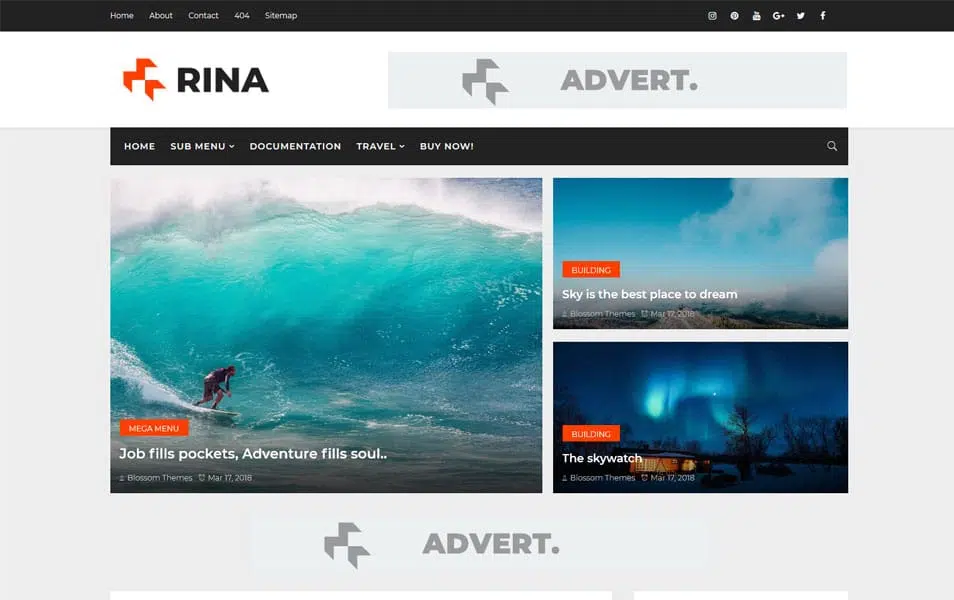 Home About Contact 404 Sitemap
RINA
ADVERT.
HOME SUB MENU DOCUMENTATION TRAVEL BUY NOW!
MEGA MENU
Job fills pockets, Adventure fills soul..
Blossom Themes Mar 17, 2018
BUILDING
Sky is the best place to dream
Blossom Themes Mar 17, 2018
BUILDING
The skywatch
Blossom Themes Mar 17, 2018
ADVERT.